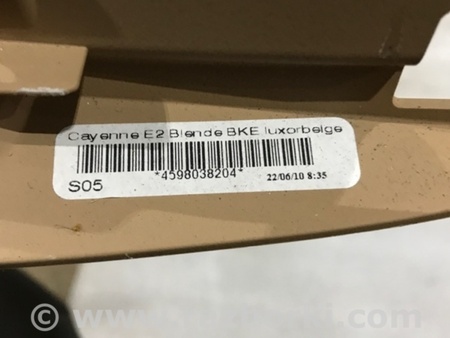 Cayenne E2 Blende BKE luxorbeige
*4598038204*
S05
22/06/10 8:35